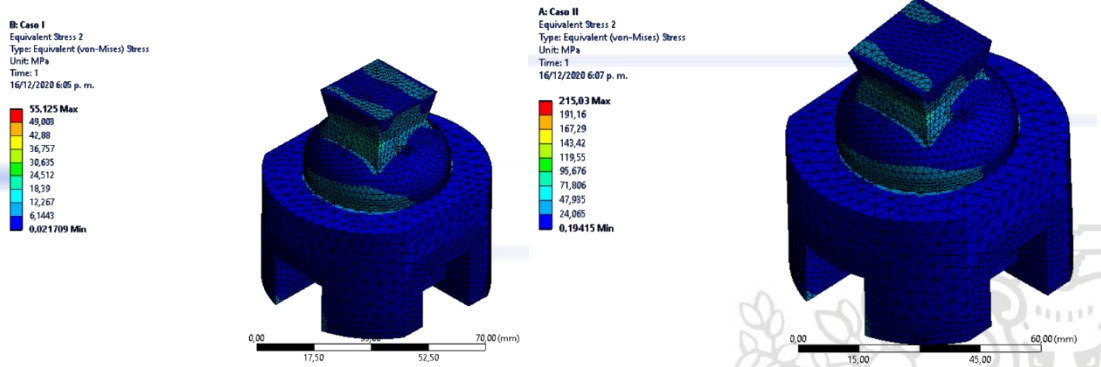 B: Caso I
Equivalent Stress 2
Type: Equivalent (von-Mises) Stress
Unit: MPa
Time: 1
16/12/2020 6:05 p. m.
55,125 Max
49,003
42,88
36,757
30,635
24,512
18,39
12,267
6,1443
0,021709 Min
0,00
70,00 (mm)
17,50
52,50
A: Caso II
Equivalent Stress 2
Type: Equivalent (von-Mises) Stress
Unit: MPa
Time: 1
16/12/2020 6:07 p. m.
215,03 Max
191,16
167,29
143,42
119,55
95,676
71,806
47,935
24,065
0,19415 Min
0,00
60,00 (mm)
15,00
45,00